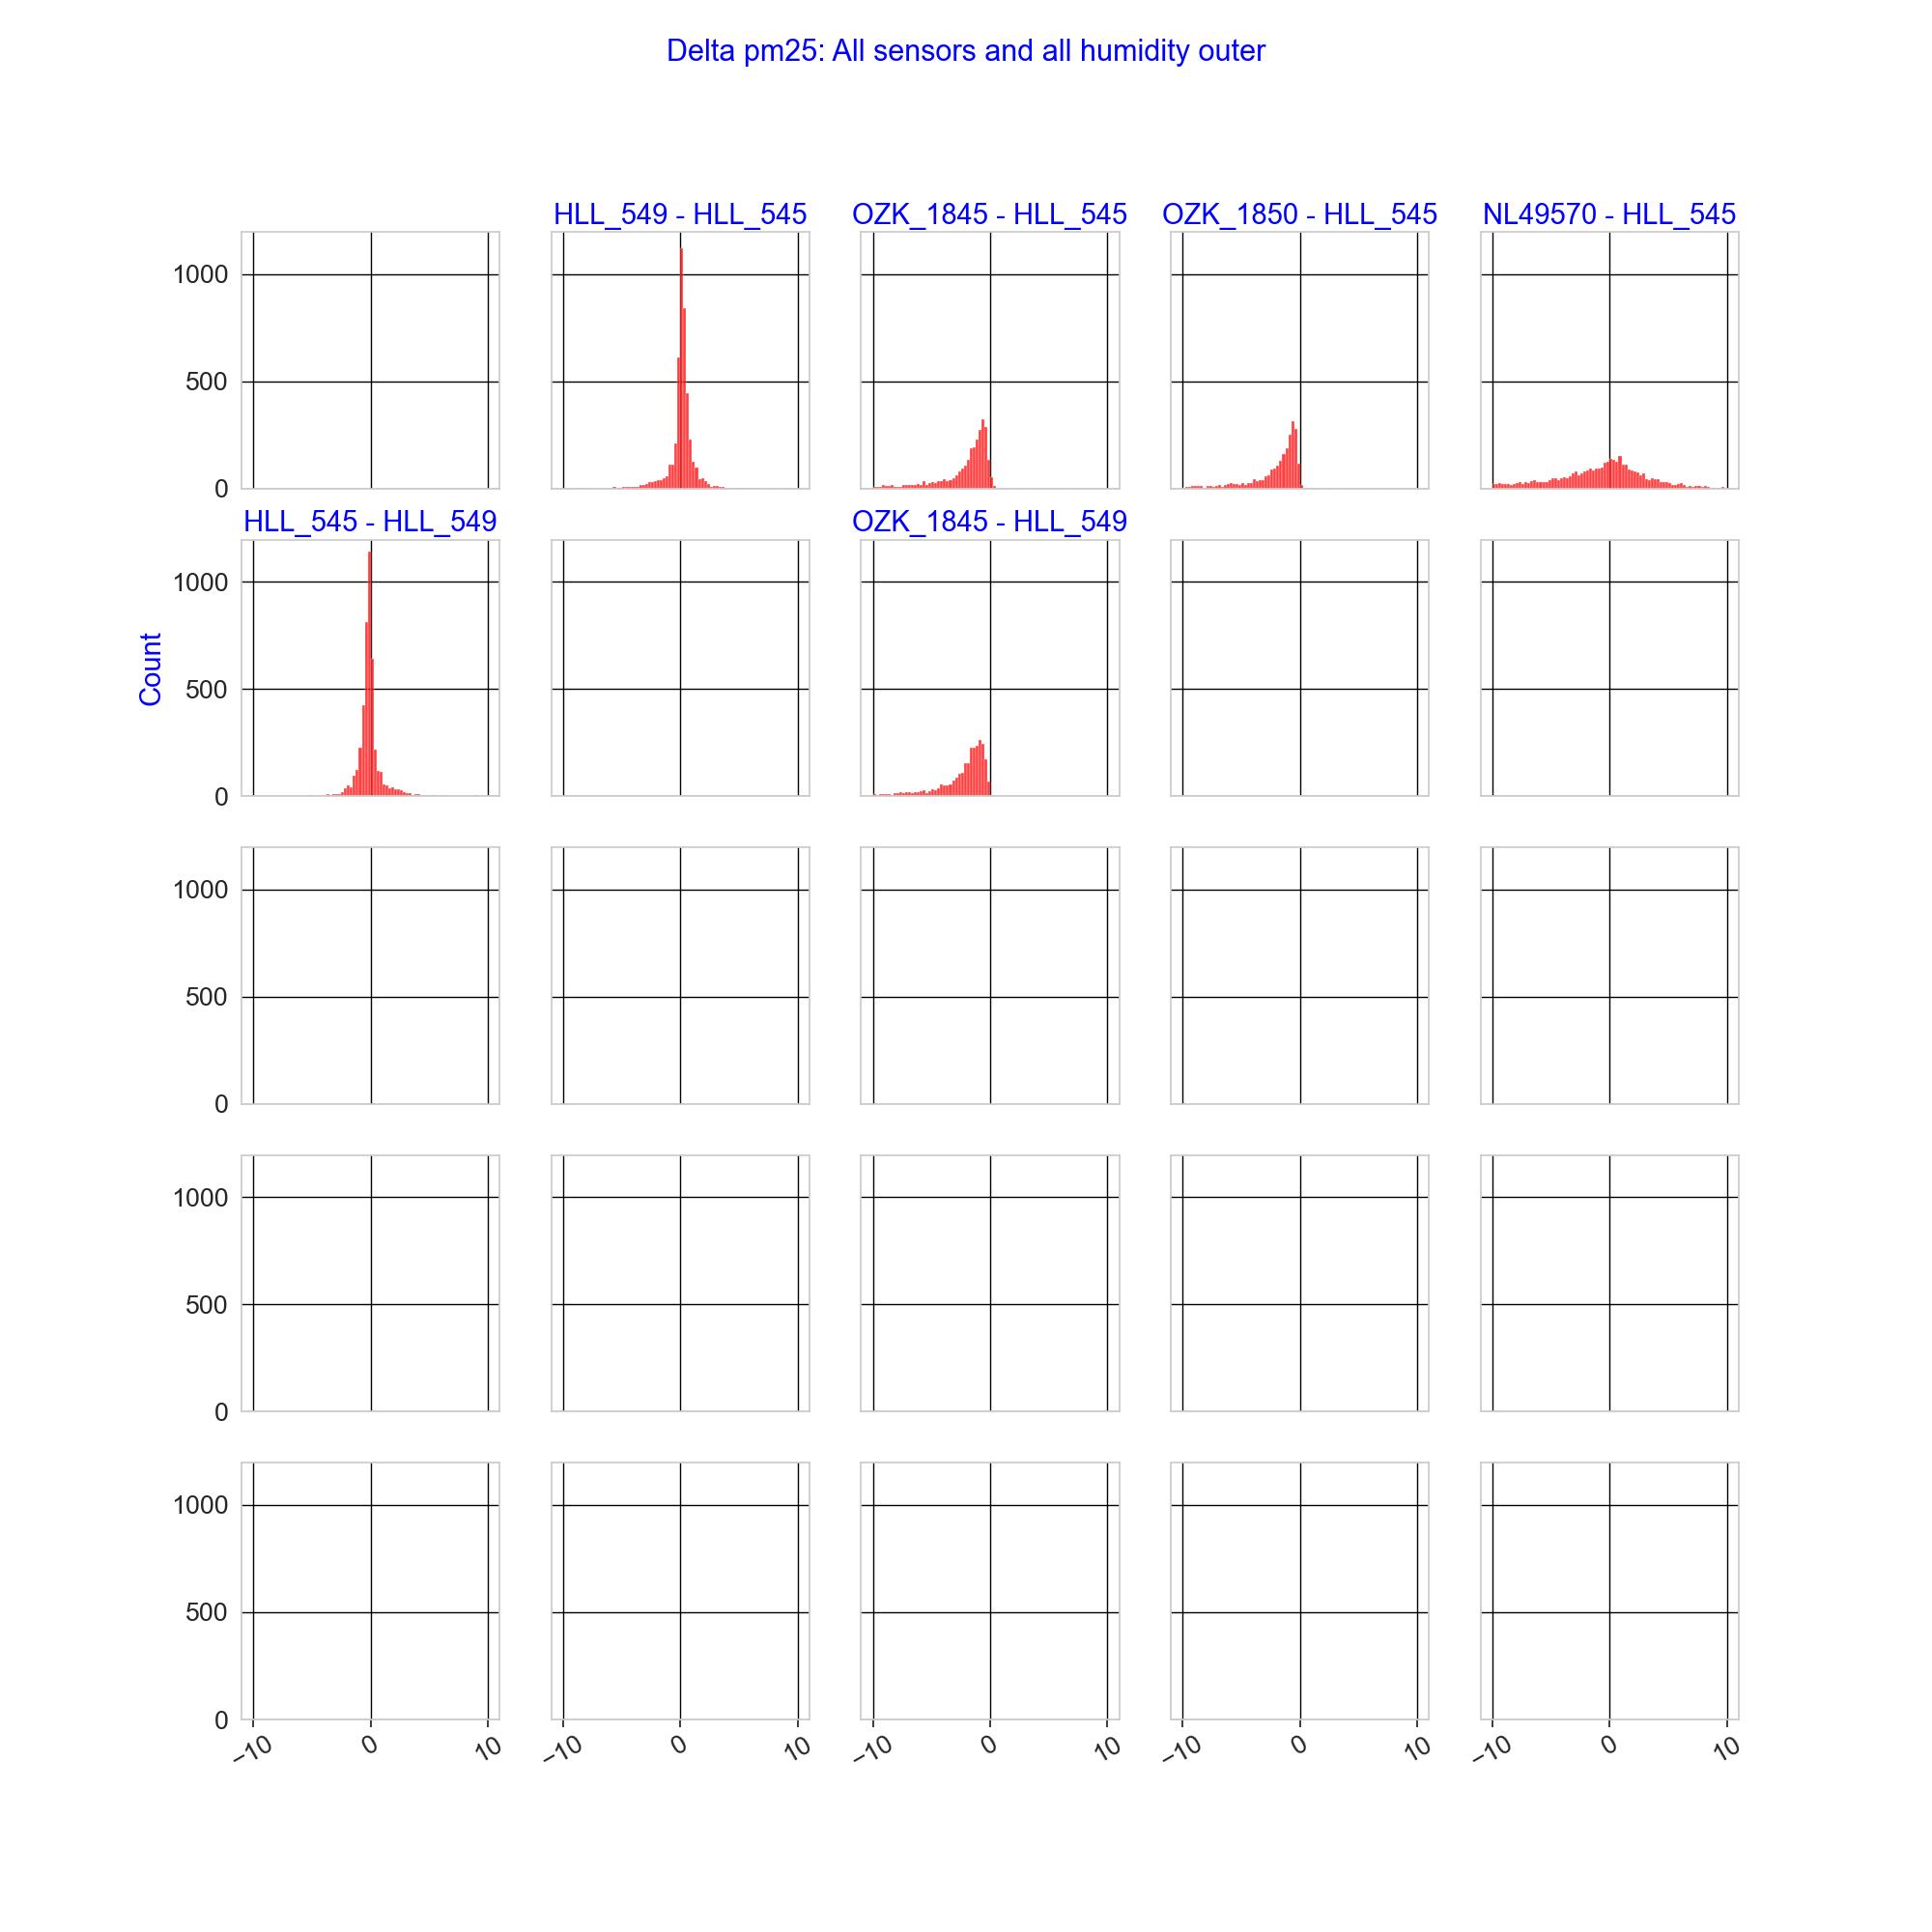 Delta pm25: All sensors and all humidity outer
HLL_549 - HLL_545
OZK_1845 - HLL_545
OZK_1850 - HLL_545
NL49570 - HLL_545
1000
500
0
HLL_545 - HLL_549
OZK_1845 - HLL_549
Count
1000
500
0
1000
500
0
1000
500
0
1000
500
0
−10 0 10 −10 0 10 −10 0 10 −10 0 10 −10 0 10